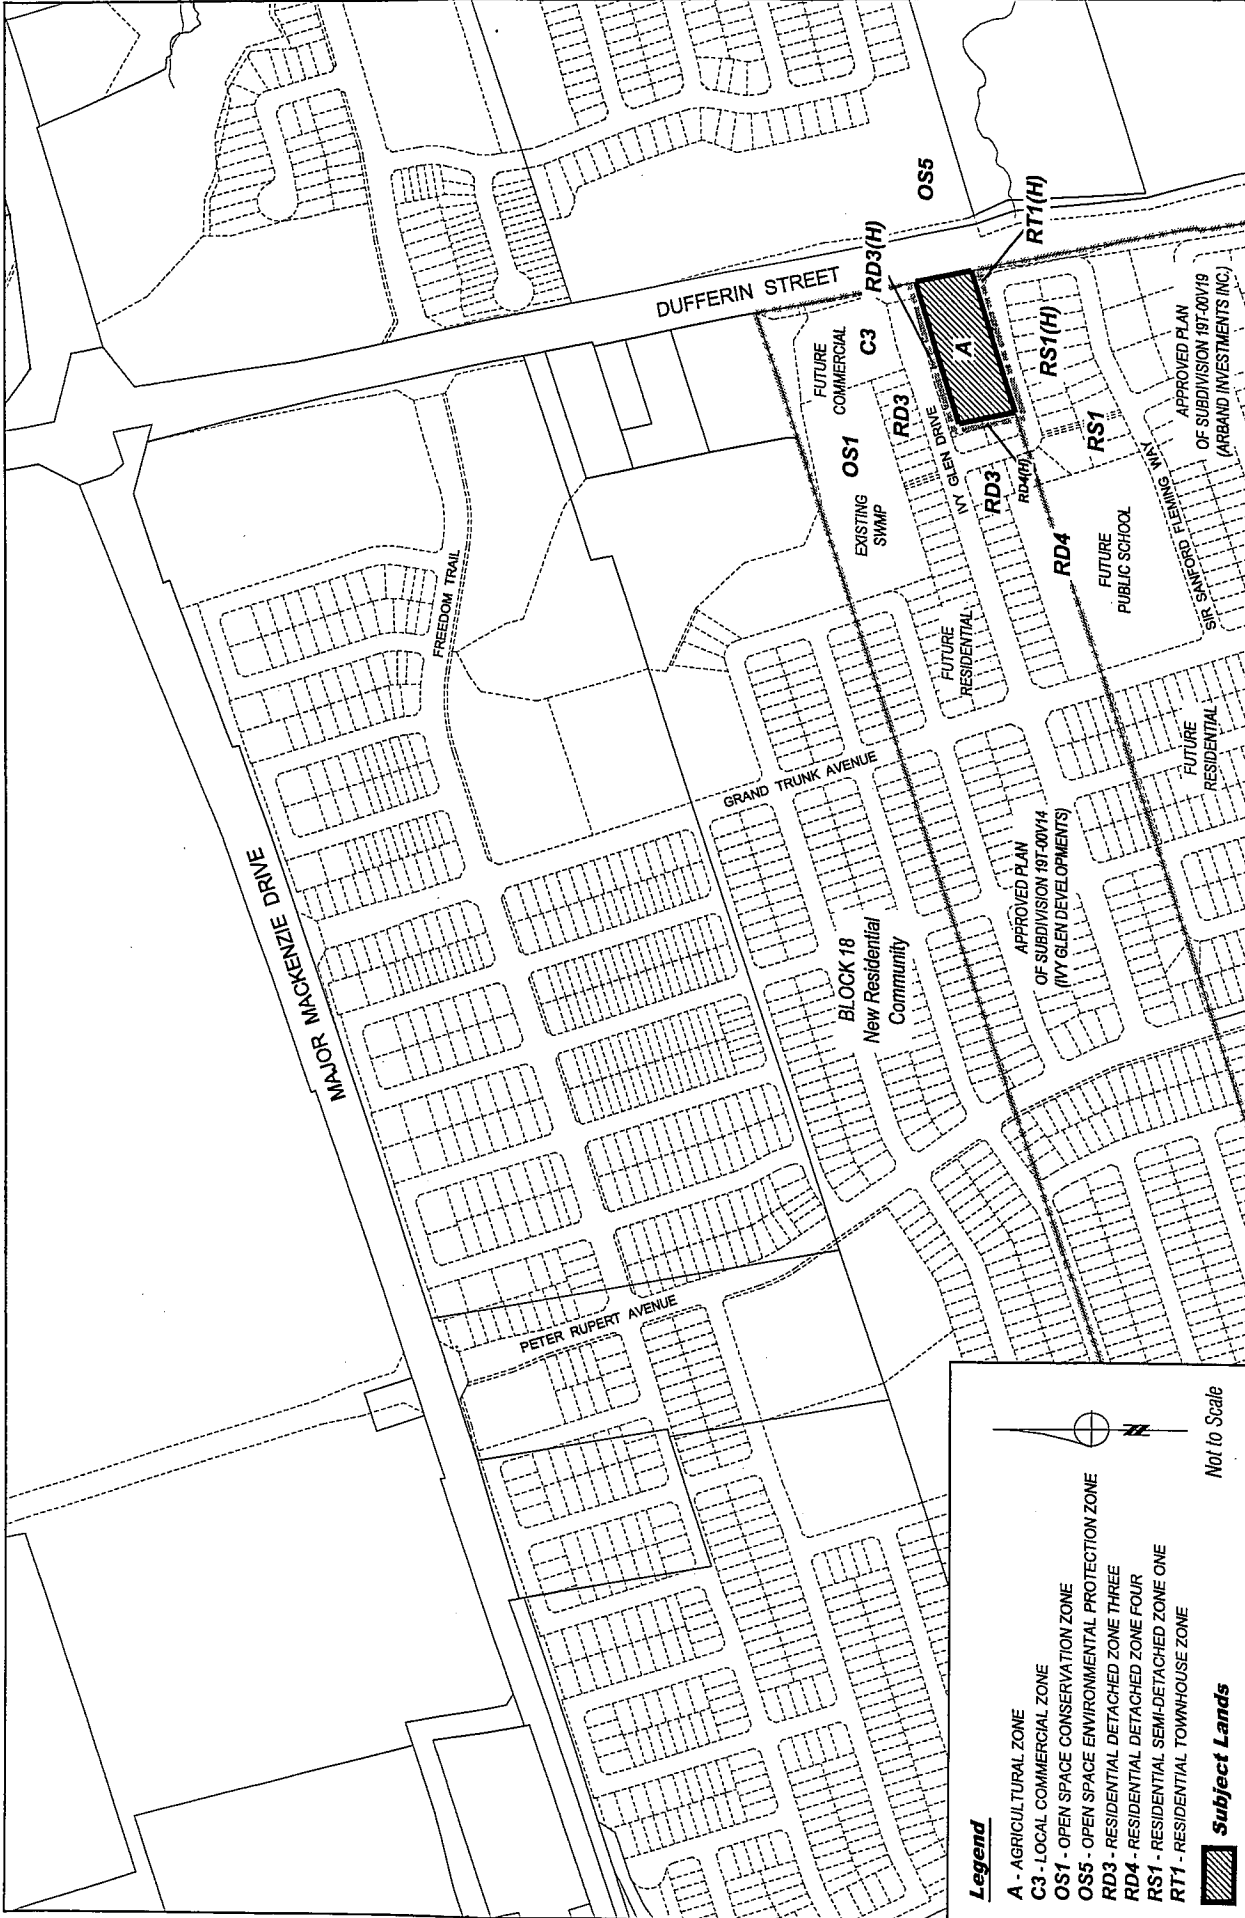 MAJOR MACKENZIE DRIVE
FREEDOM TRAIL
DUFFERIN STREET
PETER RUPERT AVENUE
GRAND TRUNK AVENUE
BLOCK 18
New Residential
Community
APPROVED PLAN
OF SUBDIVISION 19T-00V14
(IVY GLEN DEVELOPMENTS)
FUTURE
RESIDENTIAL
EXISTING
SWMP
OS1
FUTURE
COMMERCIAL
C3
RD3
IVY GLEN DRIVE
RD3(H)
OS5
A
RT1(H)
RD3
RD4(H)
RS1(H)
RS1
RD4
FUTURE
PUBLIC SCHOOL
SIR SANFORD FLEMING WAY
APPROVED PLAN
OF SUBDIVISION 19T-00V19
(ARBAND INVESTMENTS INC.)
FUTURE
RESIDENTIAL
Legend
A - AGRICULTURAL ZONE
C3 - LOCAL COMMERCIAL ZONE
OS1 - OPEN SPACE CONSERVATION ZONE
OS5 - OPEN SPACE ENVIRONMENTAL PROTECTION ZONE
RD3 - RESIDENTIAL DETACHED ZONE THREE
RD4 - RESIDENTIAL DETACHED ZONE FOUR
RS1 - RESIDENTIAL SEMI-DETACHED ZONE ONE
RT1 - RESIDENTIAL TOWNHOUSE ZONE
Subject Lands
N
Not to Scale